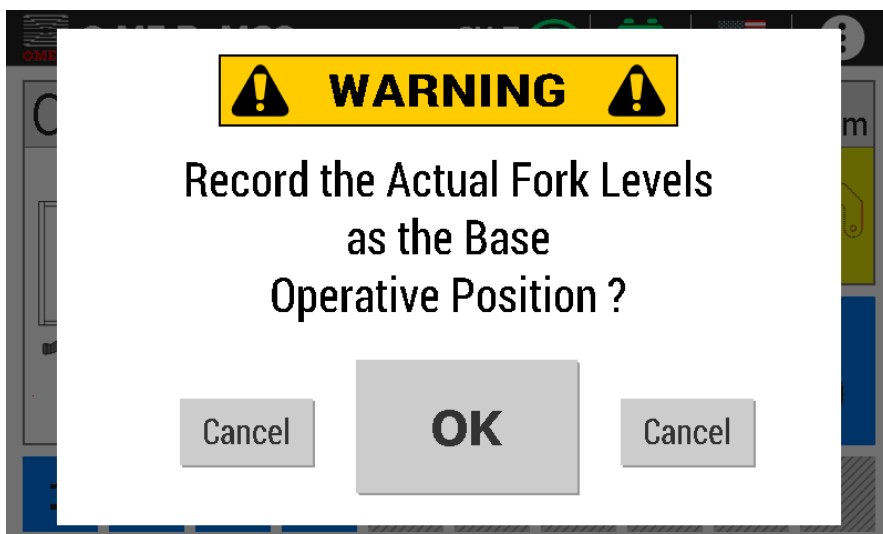 WARNING
Record the Actual Fork Levels
as the Base
Operative Position ?
Cancel
OK
Cancel